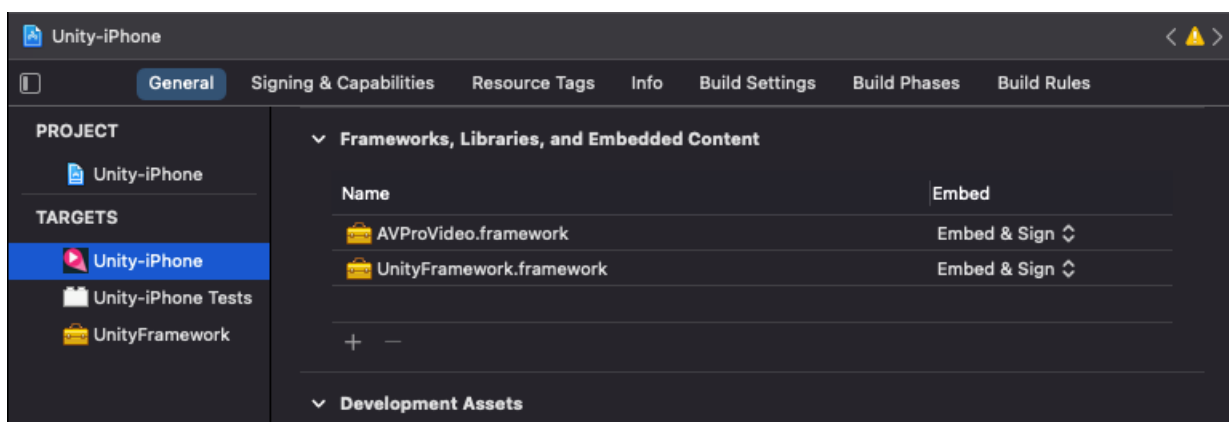 Unity-iPhone
General Signing & Capabilities Resource Tags Info Build Settings Build Phases Build Rules
PROJECT
Unity-iPhone
TARGETS
Unity-iPhone
Unity-iPhone Tests
UnityFramework
Frameworks, Libraries, and Embedded Content
Name Embed
AVProVideo.framework Embed & Sign
UnityFramework.framework Embed & Sign
Development Assets